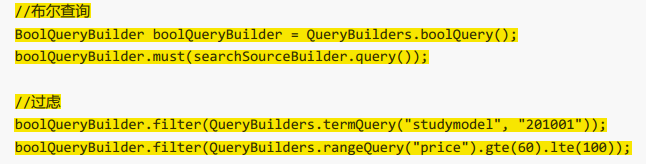 //布尔查询
BoolQueryBuilder boolQueryBuilder = QueryBuilders.boolQuery();
boolQueryBuilder.must(searchSourceBuilder.query());
//过虑
boolQueryBuilder.filter(QueryBuilders.termQuery("studymodel", "201001"));
boolQueryBuilder.filter(QueryBuilders.rangeQuery("price").gte(60).lte(100));